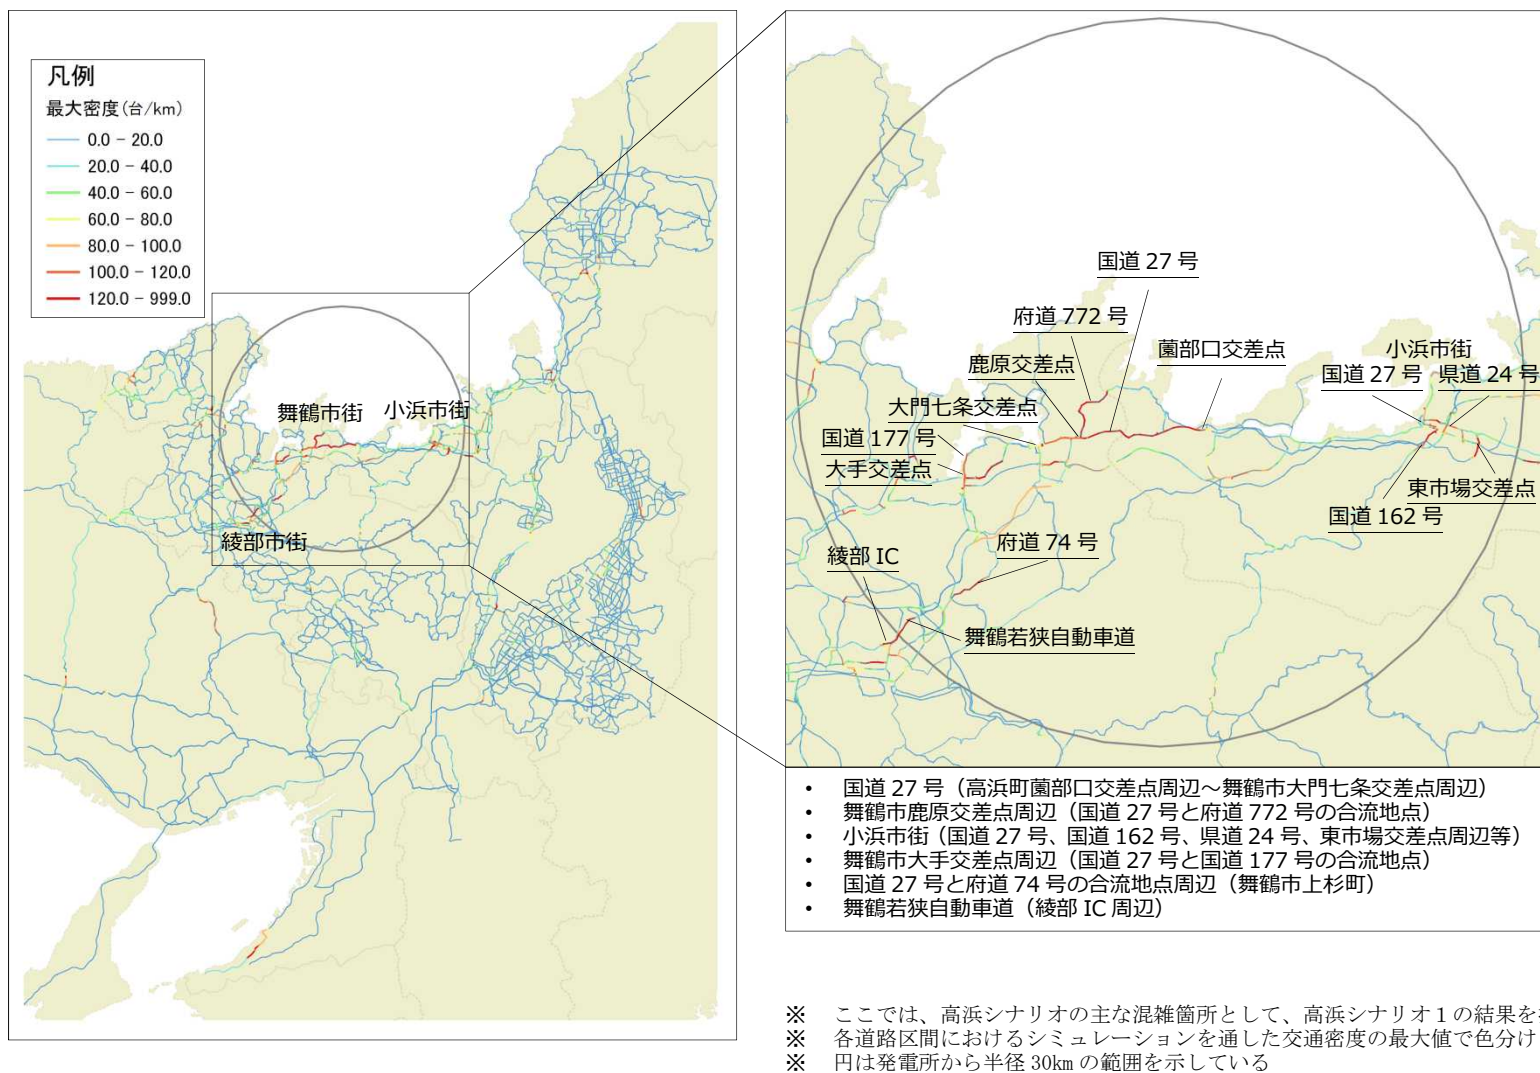 凡例
最大密度(台/km)
0.0 − 20.0
20.0 − 40.0
40.0 − 60.0
60.0 − 80.0
80.0 − 100.0
100.0 − 120.0
120.0 − 999.0
舞鶴市街
小浜市街
綾部市街
国道 27 号
府道 772 号
鹿原交差点
薗部口交差点
小浜市街
国道 27 号
県道 24 号
大門七条交差点
国道 177 号
大手交差点
東市場交差点
国道 162 号
府道 74 号
綾部 IC
舞鶴若狭自動車道
• 国道 27 号（高浜町薗部口交差点周辺～舞鶴市大門七条交差点周辺）
• 舞鶴市鹿原交差点周辺（国道 27 号と府道 772 号の合流地点）
• 小浜市街（国道 27 号、国道 162 号、県道 24 号、東市場交差点周辺等）
• 舞鶴市大手交差点周辺（国道 27 号と国道 177 号の合流地点）
• 国道 27 号と府道 74 号の合流地点周辺（舞鶴市上杉町）
• 舞鶴若狭自動車道（綾部 IC 周辺）
※ ここでは、高浜シナリオの主な混雑箇所として、高浜シナリオ１の結果を
※ 各道路区間におけるシミュレーションを通した交通密度の最大値で色分け
※ 円は発電所から半径 30km の範囲を示している